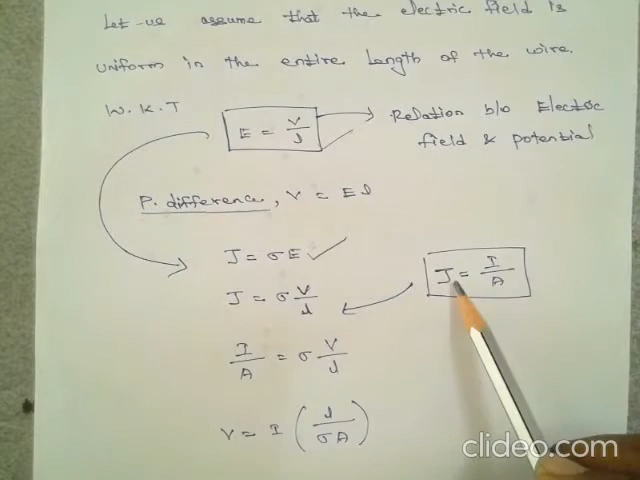 Let us assume that the electric field is
uniform in the entire length of the wire.
W.K.T
E = V/l
Relation b/w Electric
field & potential
P. difference, V = El
J = σE ✓
J = σ V/l
J = I/A
I/A = σ V/l
V = I (l/σA)
clideo.com